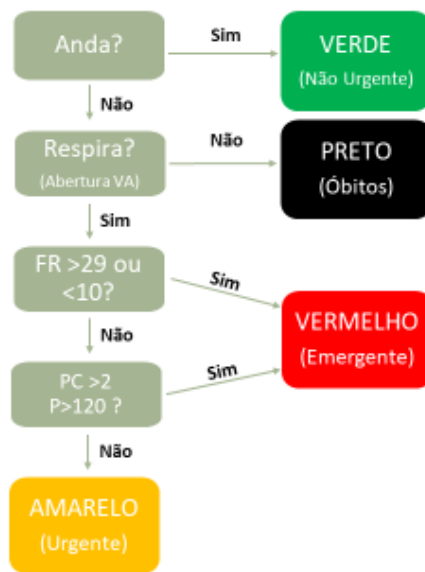 Anda?
Sim
VERDE
(Não Urgente)
Não
Respira?
(Abertura VA)
Não
PRETO
(Óbitos)
Sim
FR >29 ou
<10?
Sim
VERMELHO
(Emergente)
Não
PC >2
P>120 ?
Sim
Não
AMARELO
(Urgente)